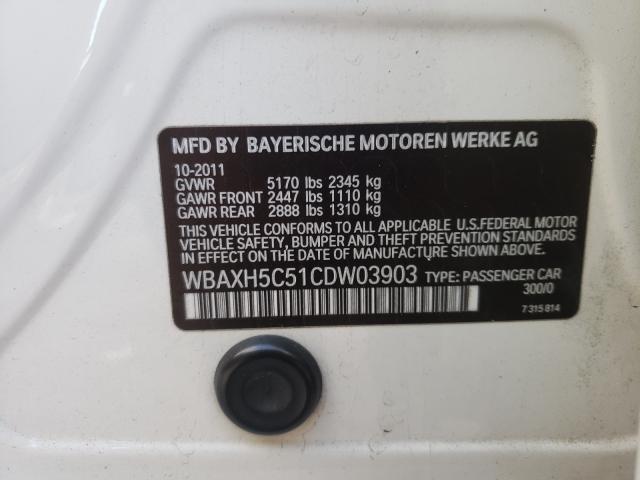 MFD BY BAYERISCHE MOTOREN WERKE AG
10-2011
GVWR 5170 lbs 2345 kg
GAWR FRONT 2447 lbs 1110 kg
GAWR REAR 2888 lbs 1310 kg
THIS VEHICLE CONFORMS TO ALL APPLICABLE U.S.FEDERAL MOTOR
VEHICLE SAFETY, BUMPER AND THEFT PREVENTION STANDARDS
IN EFFECT ON THE DATE OF MANUFACTURE SHOWN ABOVE.
WBAXH5C51CDW03903 TYPE: PASSENGER CAR
300/0
7 315 814